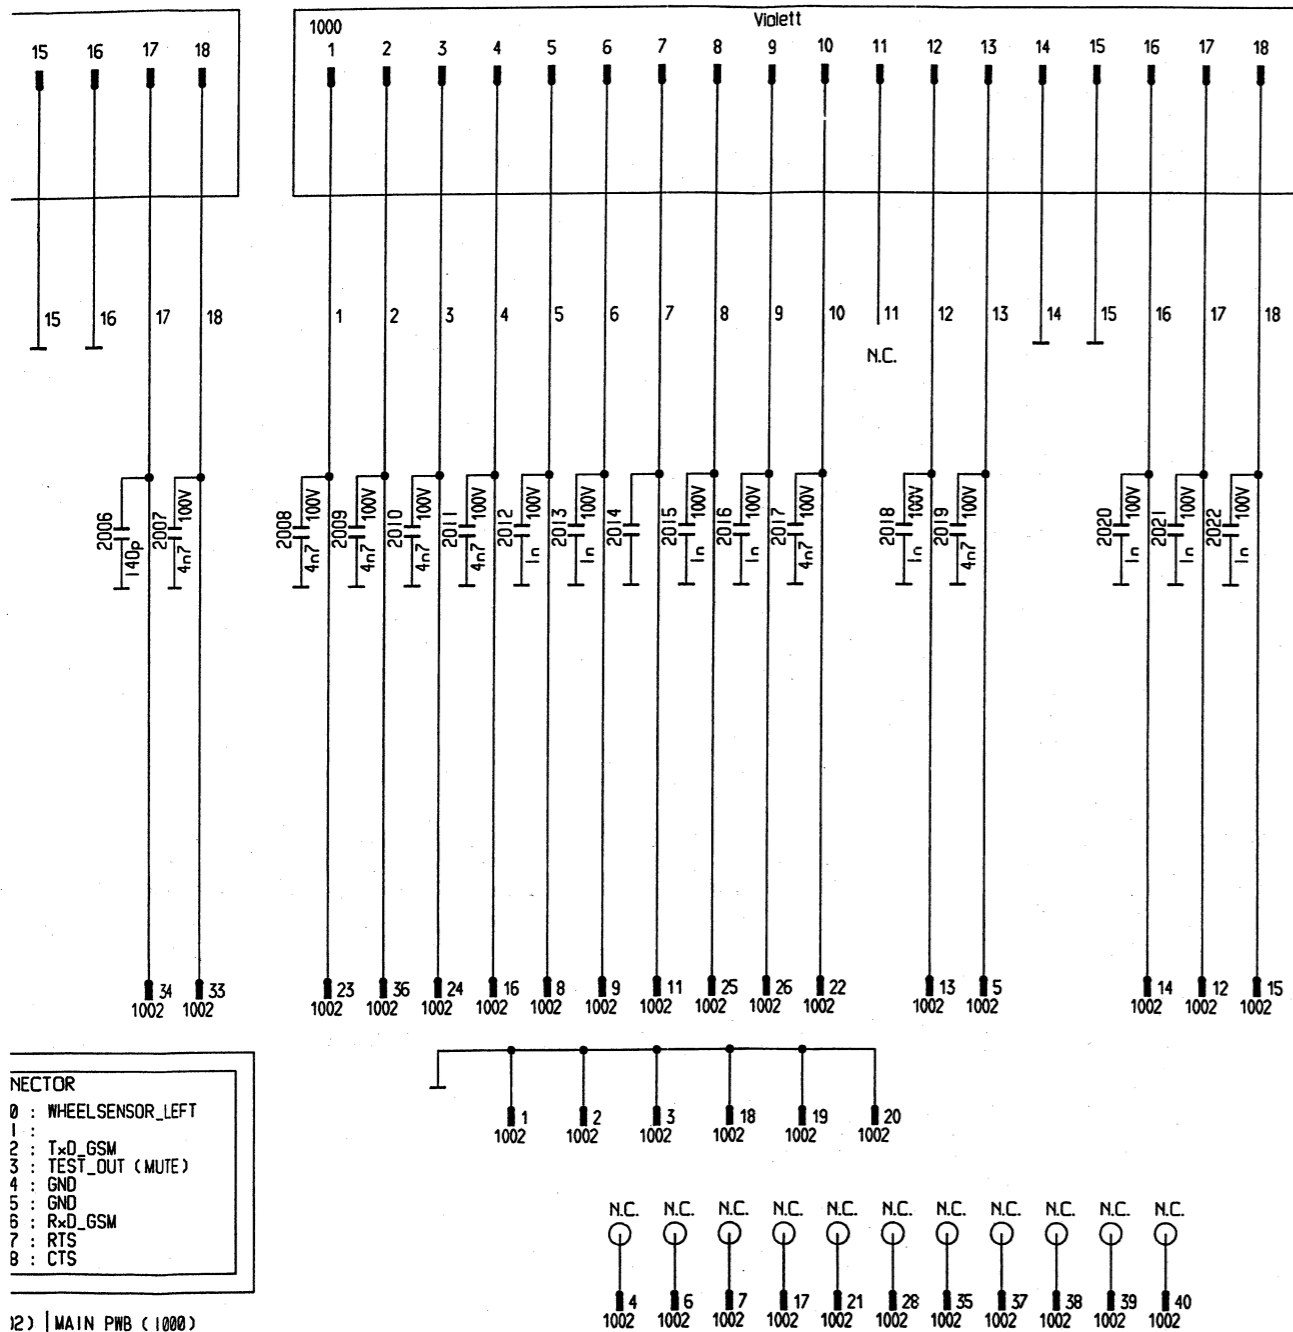 Violett
1000
15 16 17 18 1 2 3 4 5 6 7 8 9 10 11 12 13 14 15 16 17 18
15 16 17 18 1 2 3 4 5 6 7 8 9 10 11 12 13 14 15 16 17 18
N.C.
2006 140p
2007 100V 4n7
2008 100V 4n7
2009 100V 4n7
2010 100V 4n7
2011 100V 4n7
2012 100V 1n
2013 100V 1n
2014
2015 100V 1n
2016 100V 1n
2017 100V 4n7
2018 100V 1n
2019 100V 4n7
2020 100V 1n
2021 100V 1n
2022 100V 1n
34 33 23 36 24 16 8 9 11 25 26 22 13 5 14 12 15
1002 1002 1002 1002 1002 1002 1002 1002 1002 1002 1002 1002 1002 1002 1002 1002 1002
1 2 3 18 19 20
1002 1002 1002 1002 1002 1002
NECTOR
0 : WHEELSENSOR_LEFT
1 :
2 : TxD_GSM
3 : TEST_OUT (MUTE)
4 : GND
5 : GND
6 : RxD_GSM
7 : RTS
8 : CTS
N.C. N.C. N.C. N.C. N.C. N.C. N.C. N.C. N.C. N.C. N.C.
4 6 7 17 21 28 35 37 38 39 40
1002 1002 1002 1002 1002 1002 1002 1002 1002 1002 1002
2) | MAIN PWB (1000)